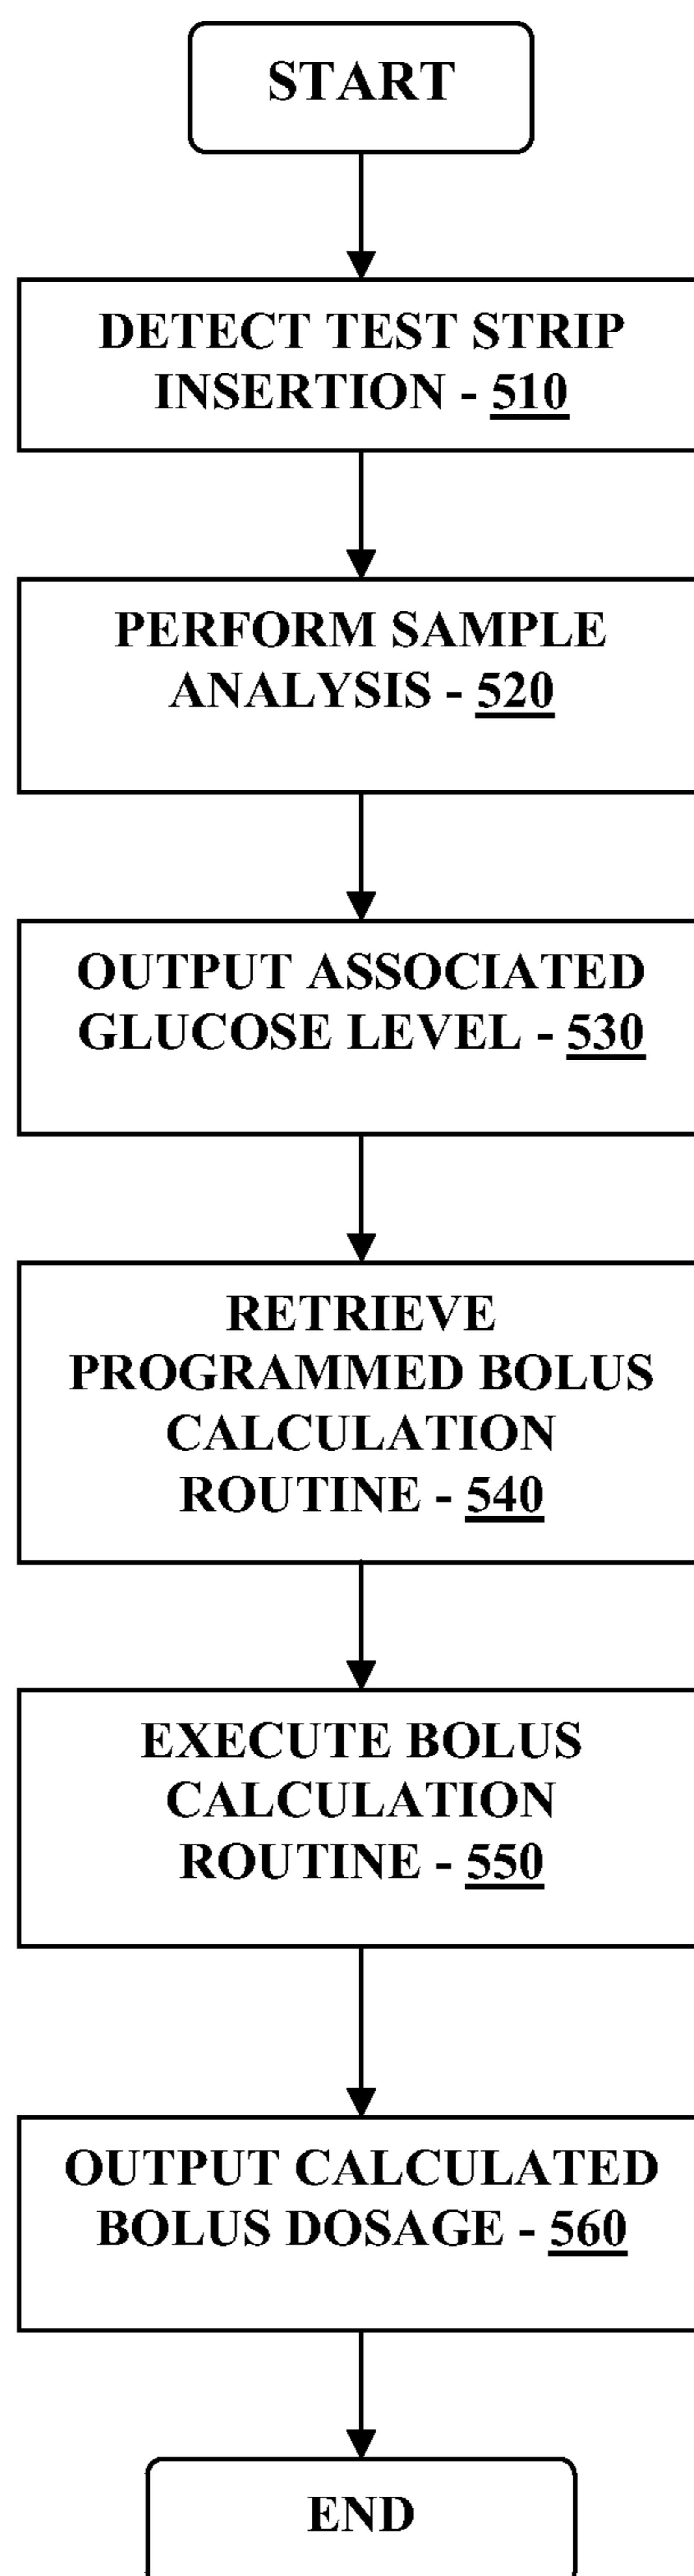 START
DETECT TEST STRIP
INSERTION - 510
PERFORM SAMPLE
ANALYSIS - 520
OUTPUT ASSOCIATED
GLUCOSE LEVEL - 530
RETRIEVE
PROGRAMMED BOLUS
CALCULATION
ROUTINE - 540
EXECUTE BOLUS
CALCULATION
ROUTINE - 550
OUTPUT CALCULATED
BOLUS DOSAGE - 560
END